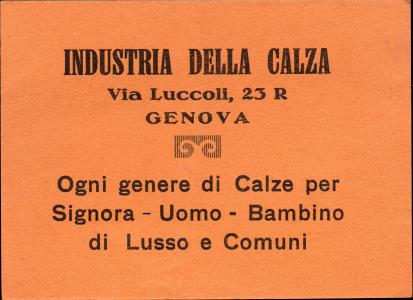 INDUSTRIA DELLA CALZA
Via Luccoli, 23 R
GENOVA
Ogni genere di Calze per
Signora - Uomo - Bambino
di Lusso e Comuni